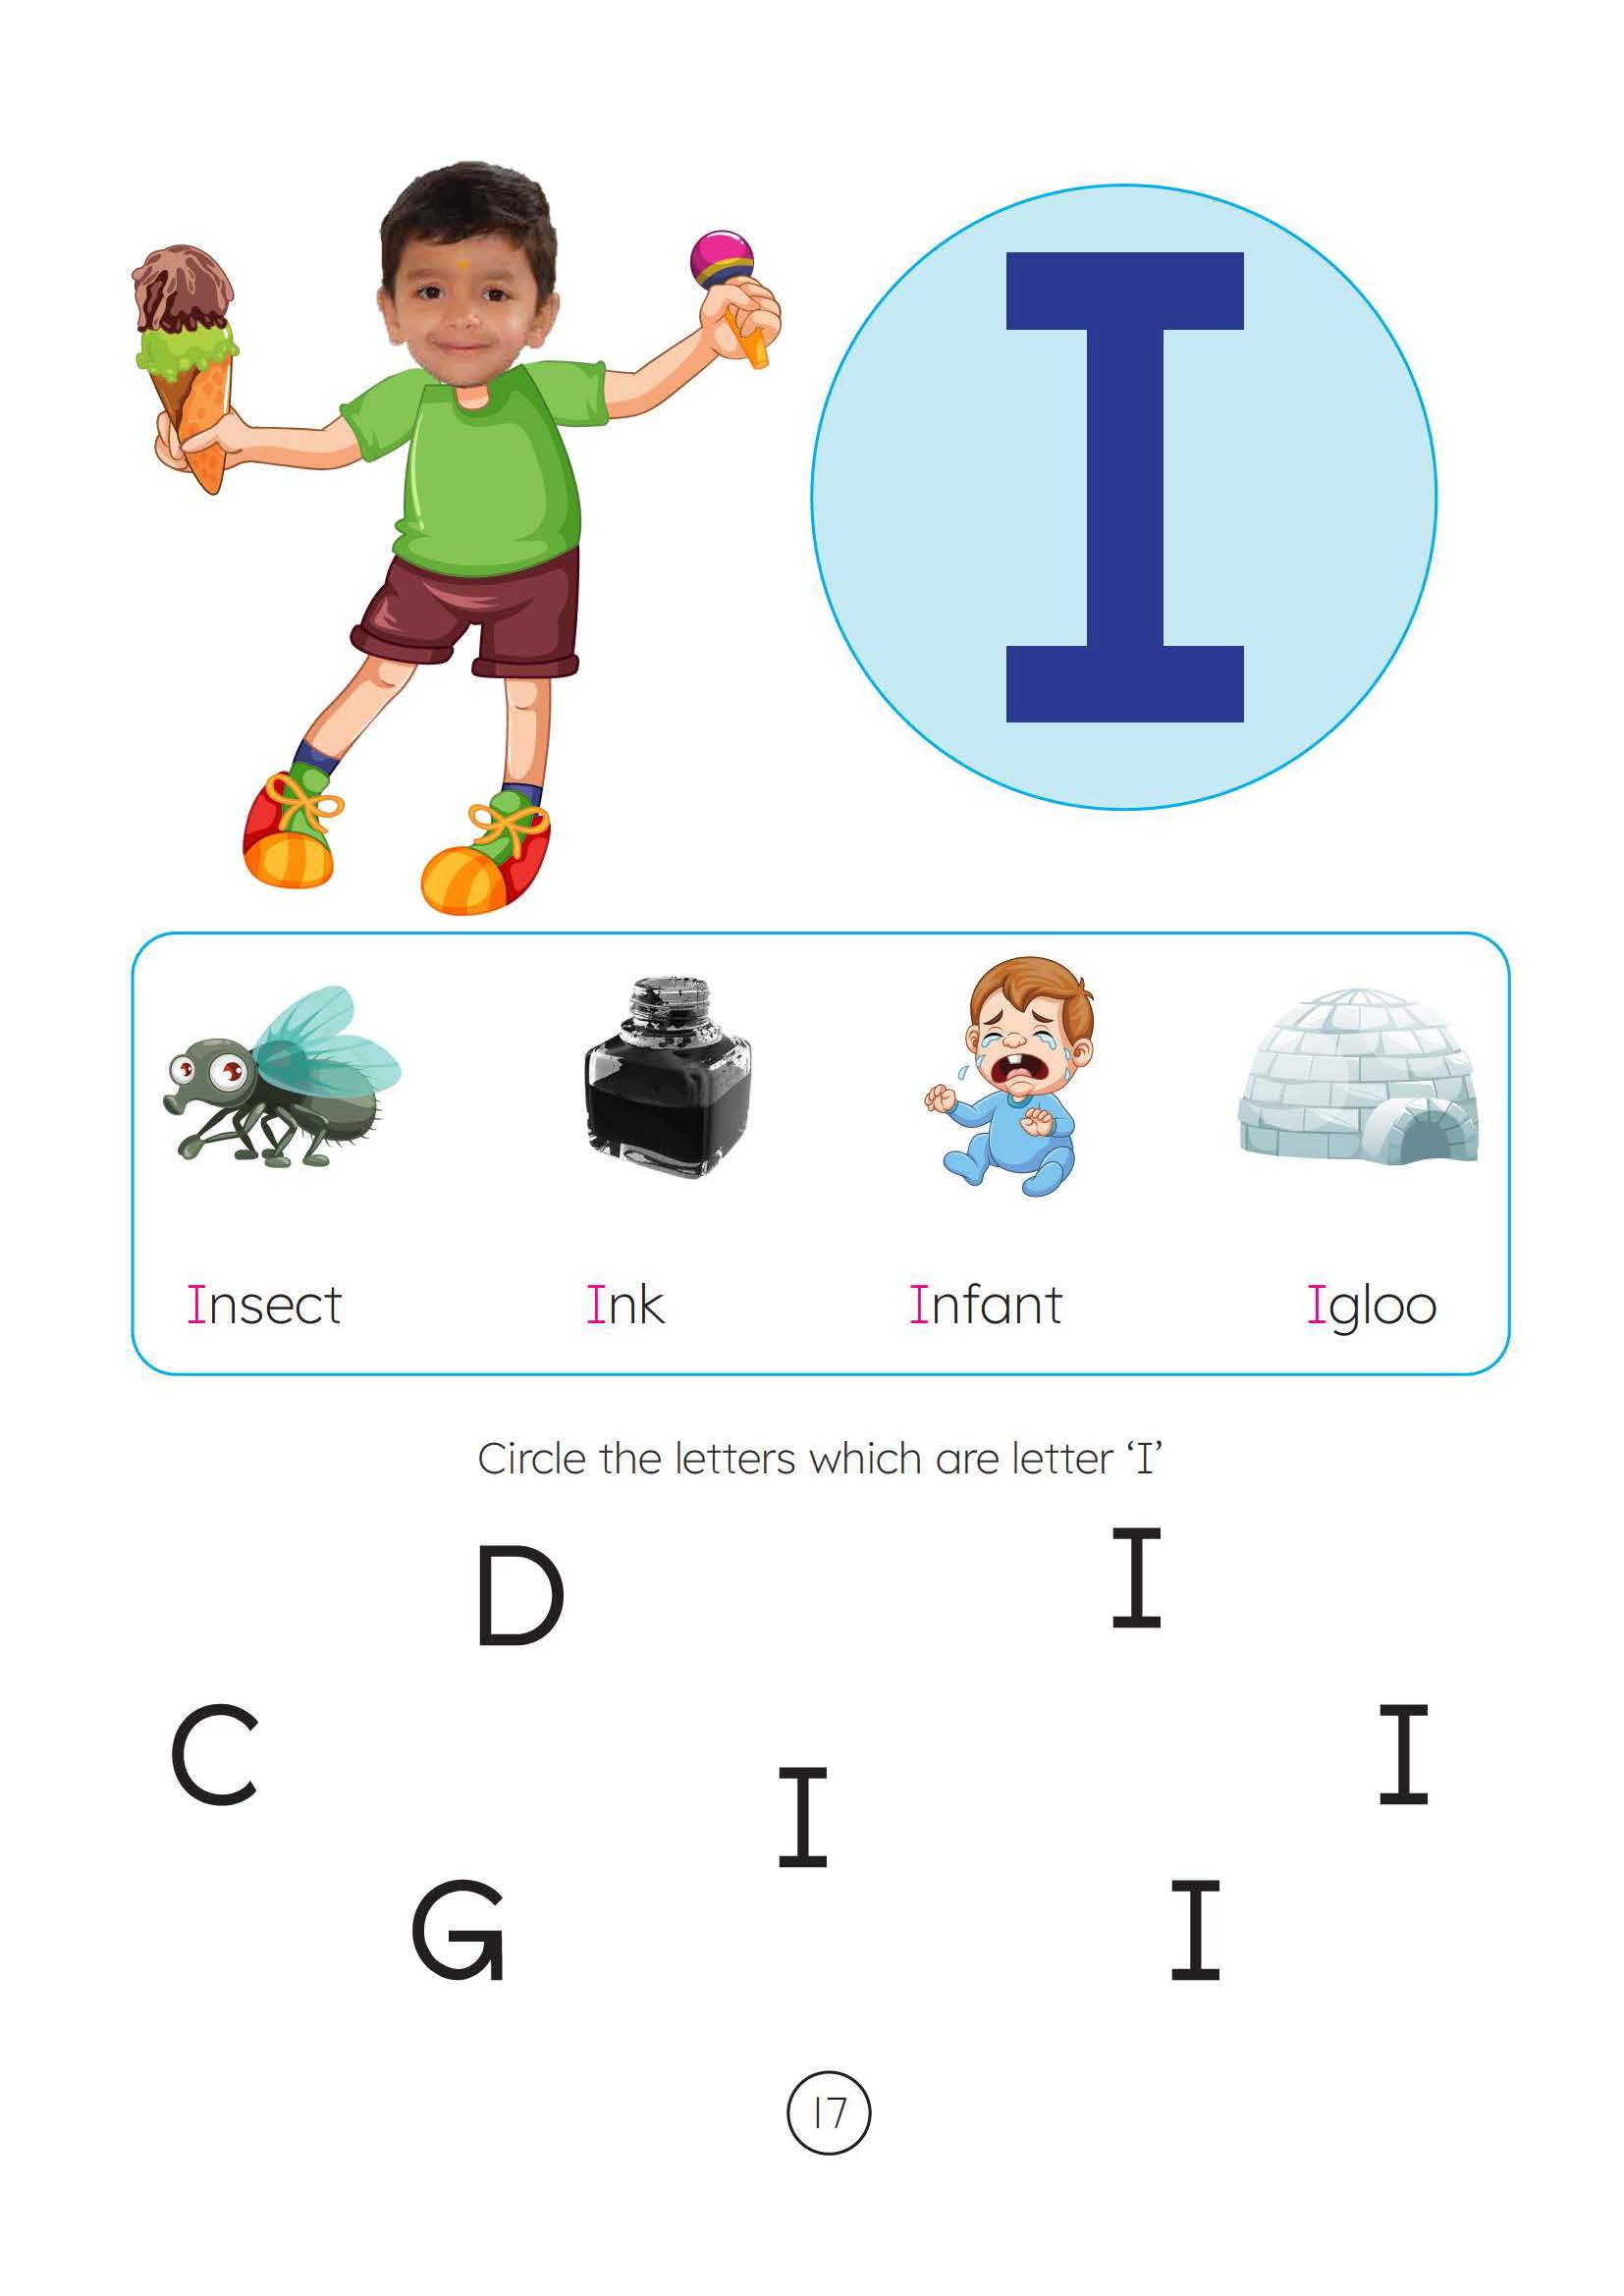 I
Insect Ink Infant Igloo
Circle the letters which are letter ‘I’
D I
C I
I
G I
17